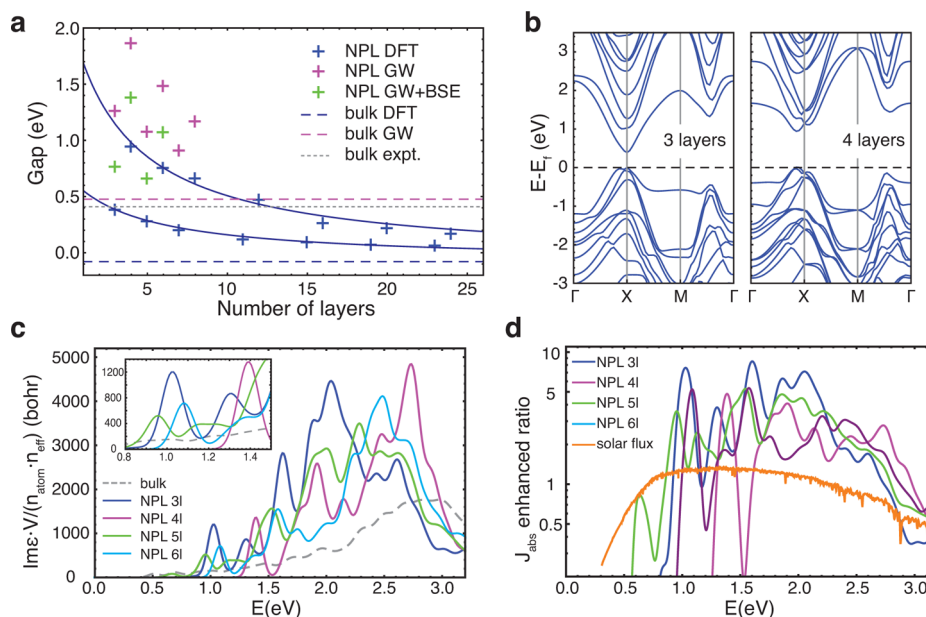 a
2.0
1.5
1.0
0.5
0.0
Gap (eV)
5
10
15
20
25
Number of layers
NPL DFT
NPL GW
NPL GW+BSE
bulk DFT
bulk GW
bulk expt.
b
3
2
1
0
-1
-2
-3
E-Ef (eV)
3 layers
4 layers
Γ X M Γ
Γ X M Γ
c
5000
4000
3000
2000
1000
0
Imε·V/(natom·neff) (bohr)
1200
800
400
0
0.8 1.0 1.2 1.4
bulk
NPL 3l
NPL 4l
NPL 5l
NPL 6l
0.0 0.5 1.0 1.5 2.0 2.5 3.0
E(eV)
d
10
5
1
0.5
Jabs enhanced ratio
NPL 3l
NPL 4l
NPL 5l
NPL 6l
solar flux
0.0 0.5 1.0 1.5 2.0 2.5 3.0
E(eV)